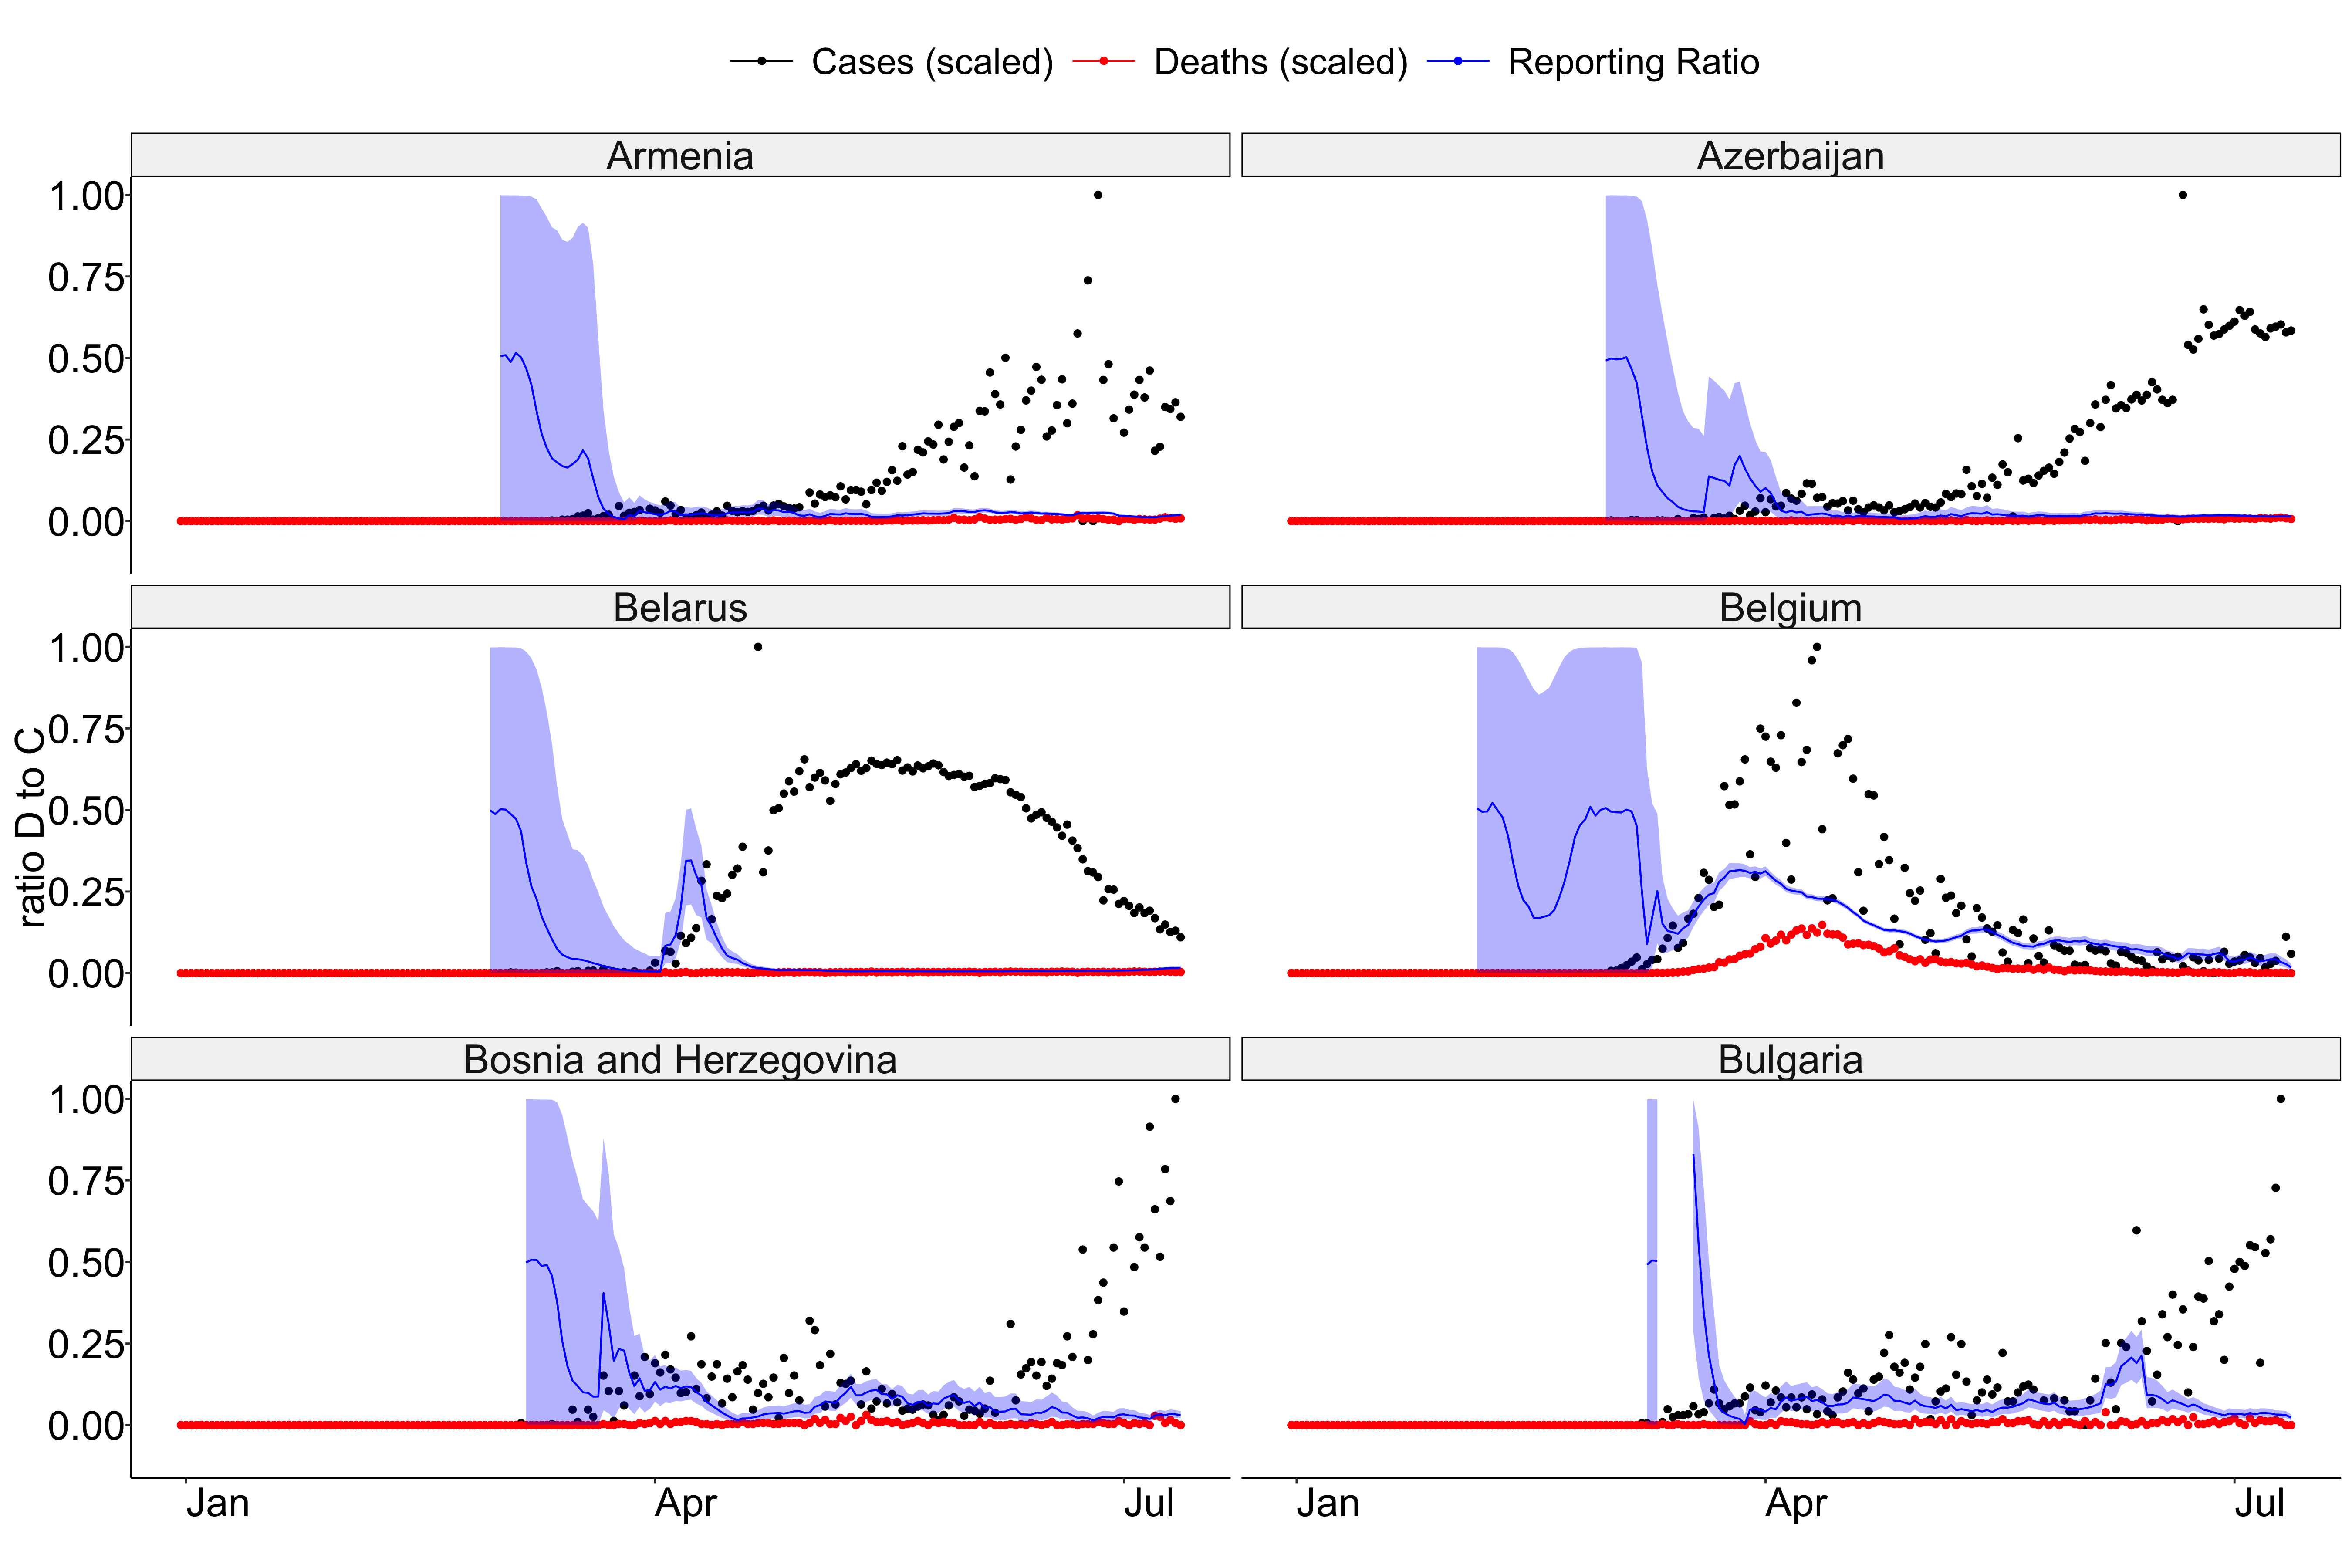 Cases (scaled) Deaths (scaled) Reporting Ratio
Armenia Azerbaijan
1.00
0.75
0.50
0.25
0.00
Belarus Belgium
1.00
0.75
0.50
0.25
0.00
ratio D to C
Bosnia and Herzegovina Bulgaria
1.00
0.75
0.50
0.25
0.00
Jan Apr Jul Jan Apr Jul